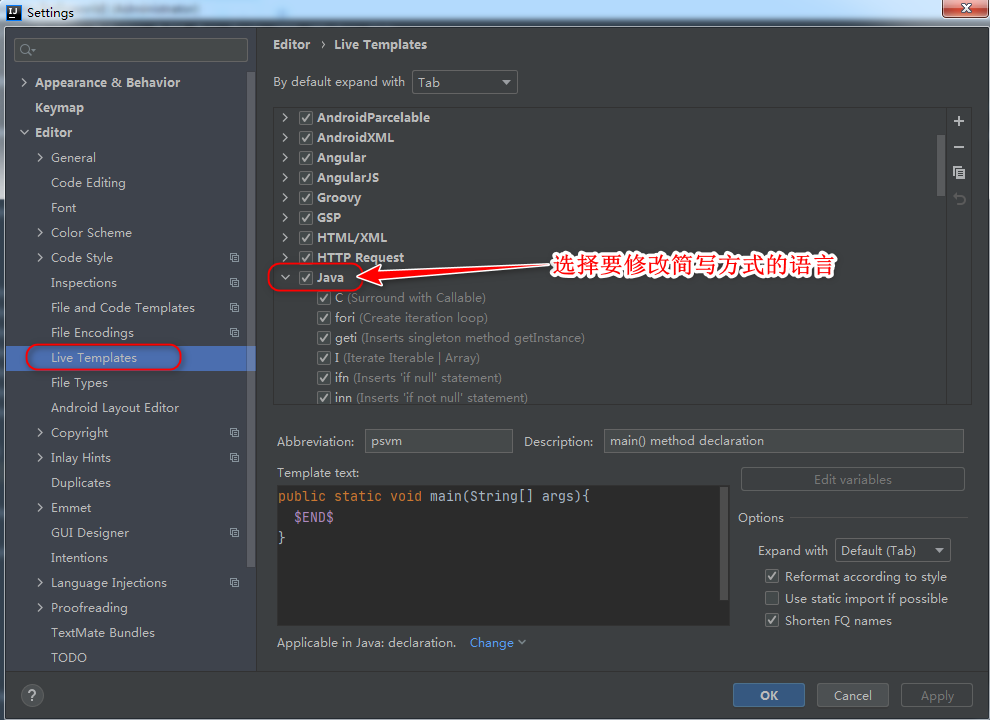 Settings
Appearance & Behavior
Keymap
Editor
General
Code Editing
Font
Color Scheme
Code Style
Inspections
File and Code Templates
File Encodings
Live Templates
File Types
Android Layout Editor
Copyright
Inlay Hints
Duplicates
Emmet
GUI Designer
Intentions
Language Injections
Proofreading
TextMate Bundles
TODO
Editor › Live Templates
By default expand with Tab
AndroidParcelable
AndroidXML
Angular
AngularJS
Groovy
GSP
HTML/XML
HTTP Request
Java
选择要修改简写方式的语言
C (Surround with Callable)
fori (Create iteration loop)
geti (Inserts singleton method getInstance)
I (Iterate Iterable | Array)
ifn (Inserts 'if null' statement)
inn (Inserts 'if not null' statement)
Abbreviation: psvm Description: main() method declaration
Template text:
public static void main(String[] args){
$END$
}
Edit variables
Options
Expand with Default (Tab)
Reformat according to style
Use static import if possible
Shorten FQ names
Applicable in Java: declaration. Change
?
OK Cancel Apply